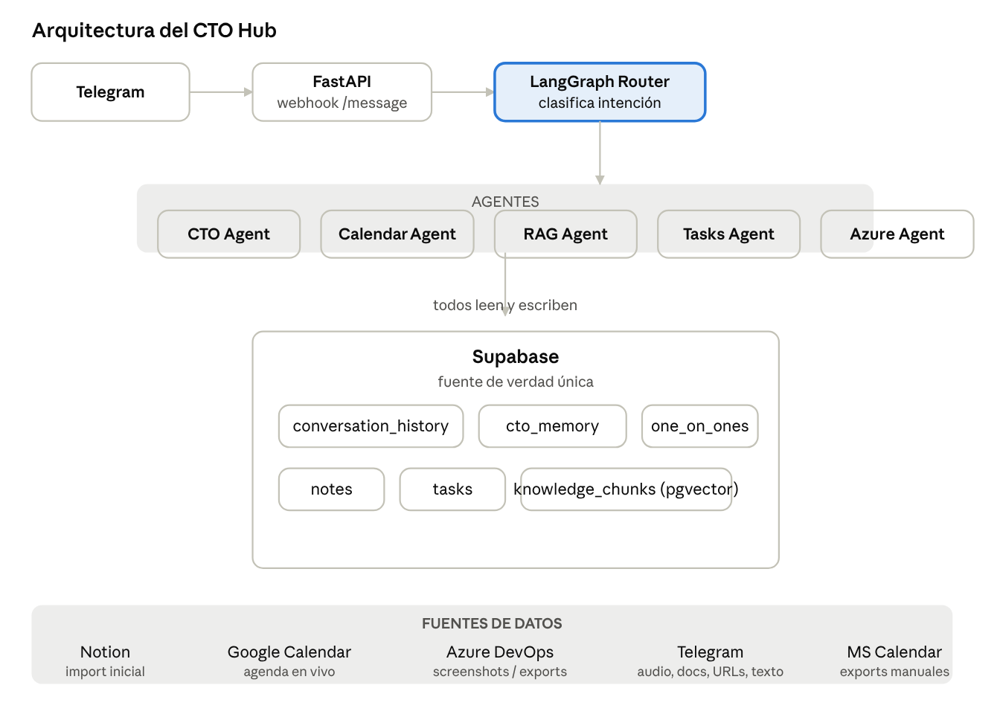 Arquitectura del CTO Hub
Telegram
FastAPI
webhook /message
LangGraph Router
clasifica intención
AGENTES
CTO Agent
Calendar Agent
RAG Agent
Tasks Agent
Azure Agent
todos leen y escriben
Supabase
fuente de verdad única
conversation_history
cto_memory
one_on_ones
notes
tasks
knowledge_chunks (pgvector)
FUENTES DE DATOS
Notion
import inicial
Google Calendar
agenda en vivo
Azure DevOps
screenshots / exports
Telegram
audio, docs, URLs, texto
MS Calendar
exports manuales